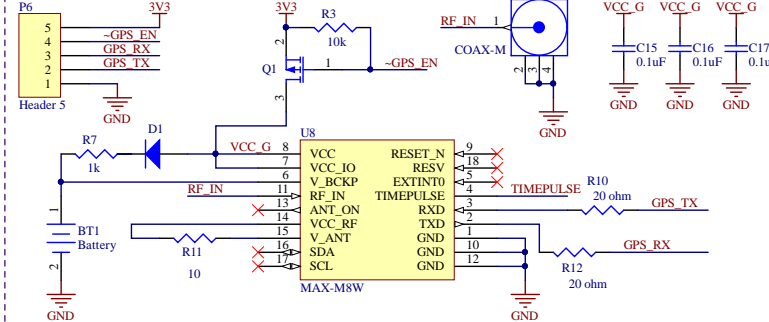 P6
3V3
5
4
3
2
1
~GPS_EN
GPS_RX
GPS_TX
Header 5
GND
3V3
R3
10k
2
Q1
1
~GPS_EN
3
RF_IN
1
COAX-M
2
3
4
GND
VCC_G
VCC_G
VCC_G
C15
0.1uF
C16
0.1uF
C17
GND
GND
GND
U8
R7
1k
D1
VCC_G
8 VCC
7 VCC_IO
6 V_BCKP
RF_IN
11 RF_IN
13 ANT_ON
14 VCC_RF
15 V_ANT
16 SDA
17 SCL
RESET_N 9
RESV 18
EXTINT0 5
TIMEPULSE 4
TIMEPULSE
RXD 3
TXD 2
GND 1
GND 10
GND 12
MAX-M8W
R10
20 ohm
GPS_TX
R12
20 ohm
GPS_RX
R11
10
1
BT1
Battery
2
GND
GND